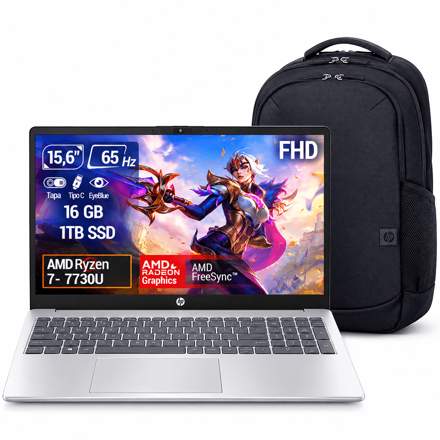 15,6"
65 Hz
FHD
Tapa
Tipo C
EyeBlue
16 GB
1TB SSD
AMD Ryzen
7- 7730U
AMD
RADEON
Graphics
AMD
FreeSync™
hp
hp